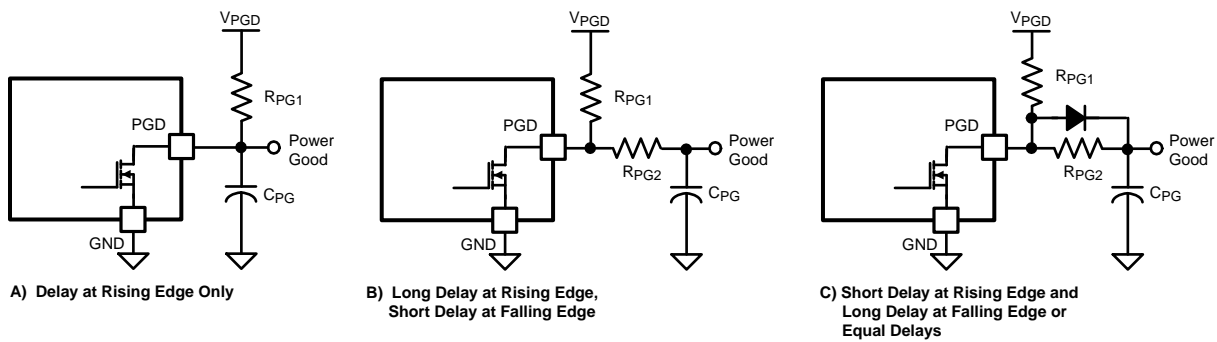 VPGD
RPG1
PGD
Power
Good
CPG
GND
A) Delay at Rising Edge Only
VPGD
RPG1
PGD
Power
Good
RPG2
CPG
GND
B) Long Delay at Rising Edge,
Short Delay at Falling Edge
VPGD
RPG1
PGD
Power
Good
RPG2
CPG
GND
C) Short Delay at Rising Edge and
Long Delay at Falling Edge or
Equal Delays